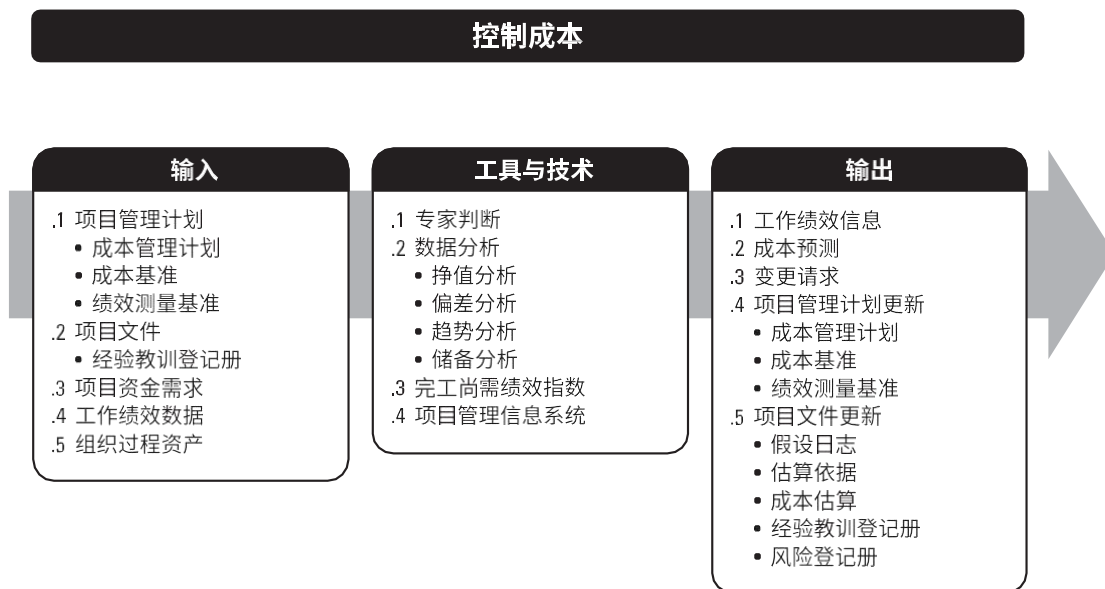 控制成本
输入
.1 项目管理计划
• 成本管理计划
• 成本基准
• 绩效测量基准
.2 项目文件
• 经验教训登记册
.3 项目资金需求
.4 工作绩效数据
.5 组织过程资产
工具与技术
.1 专家判断
.2 数据分析
• 挣值分析
• 偏差分析
• 趋势分析
• 储备分析
.3 完工尚需绩效指数
.4 项目管理信息系统
输出
.1 工作绩效信息
.2 成本预测
.3 变更请求
.4 项目管理计划更新
• 成本管理计划
• 成本基准
• 绩效测量基准
.5 项目文件更新
• 假设日志
• 估算依据
• 成本估算
• 经验教训登记册
• 风险登记册